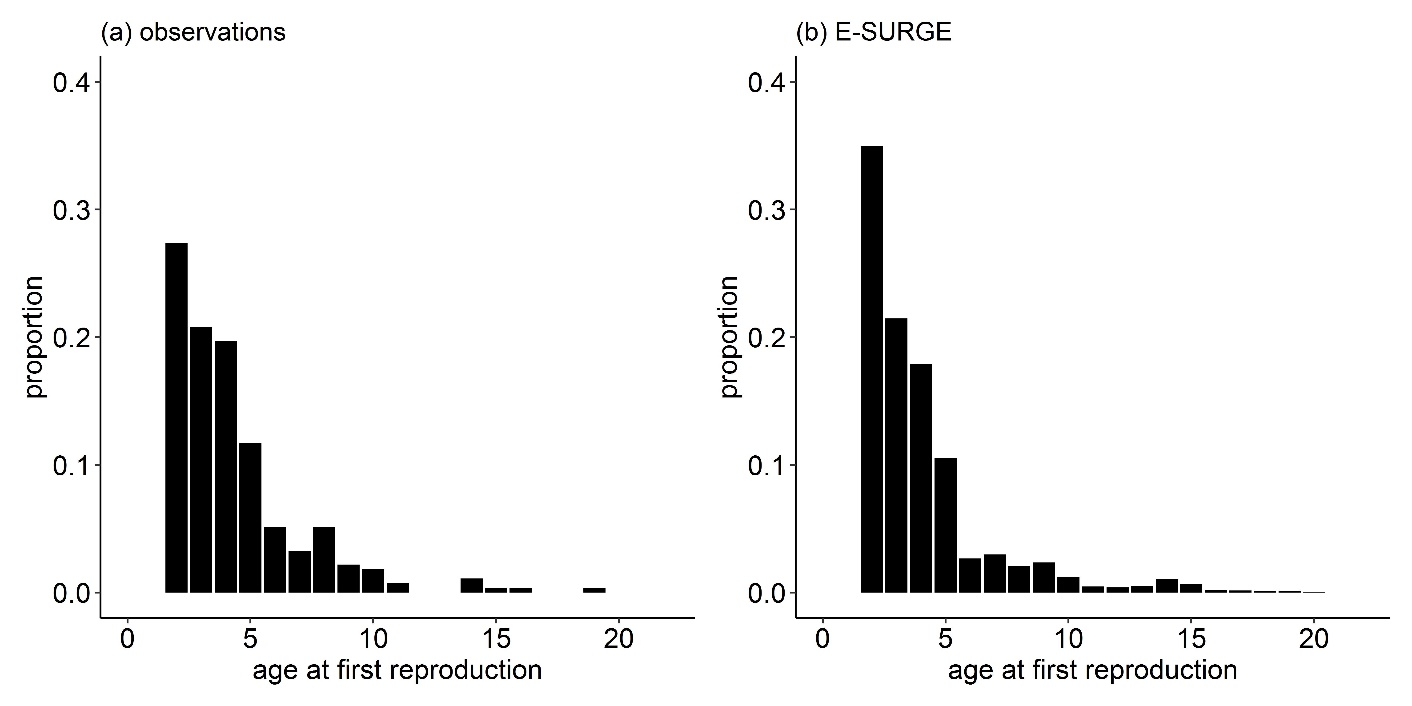 (a) observations
0.4
0.3
0.2
0.1
0.0
proportion
0 5 10 15 20
age at first reproduction
(b) E-SURGE
0.4
0.3
0.2
0.1
0.0
proportion
0 5 10 15 20
age at first reproduction